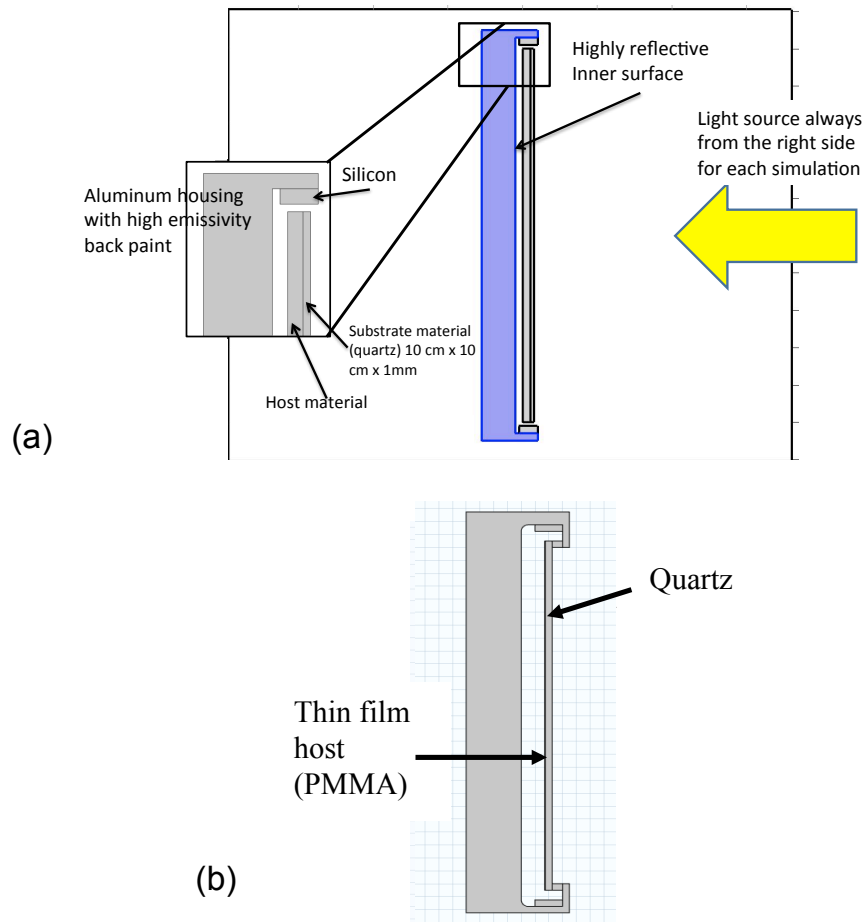 Highly reflective
Inner surface
Light source always
from the right side
for each simulation
Silicon
Aluminum housing
with high emissivity
back paint
Substrate material
(quartz) 10 cm x 10
cm x 1mm
Host material
(a)
Quartz
Thin film
host
(PMMA)
(b)